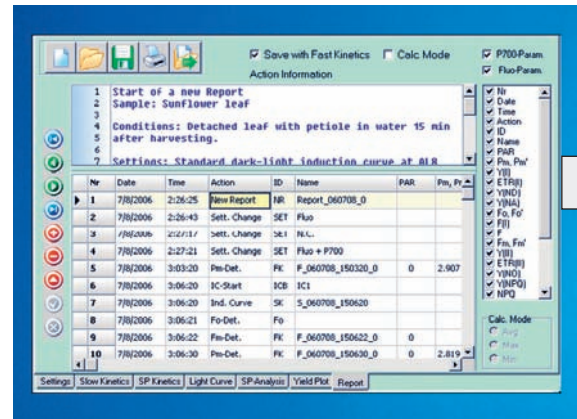 Save with Fast Kinetics Calc Mode P700-Param.
Action Information Fluo-Param.
1 Start of a new Report
2 Sample: Sunflower leaf
3
4 Conditions: Detached leaf with petiole in water 15 min
5 after harvesting.
6
7 Settings: Standard dark-light induction curve at ALR
Nr Date Time Action ID Name PAR Pm, Pr
1 7/8/2006 2:26:25 New Report NR Report_060708_0
2 7/8/2006 2:26:43 Sett. Change SET Fluo
3 7/8/2006 2:27:17 Sett. Change SET N.C.
4 7/8/2006 2:27:21 Sett. Change SET Fluo + P700
5 7/8/2006 3:03:20 Pm-Det. FK F_060708_150320_0 0 2.907
6 7/8/2006 3:06:20 IC-Start ICB IC1
7 7/8/2006 3:06:20 Ind. Curve SK S_060708_150620
8 7/8/2006 3:06:21 Fo-Det. Fo
9 7/8/2006 3:06:22 Fm-Det. FK F_060708_150622_0 0
10 7/8/2006 3:06:30 Pm-Det. FK F_060708_150630_0 0 2.819
Nr
Date
Time
Action
ID
Name
PAR
Pm, Pm'
Y(I)
ETR(I)
Y(ND)
Y(NA)
Fo, Fo'
F(I)
F
Fm, Fm'
Y(II)
ETR(II)
Y(NO)
Y(NPQ)
NPQ
Calc. Mode
Avg
Max
Min
Settings Slow Kinetics SP Kinetics Light Curve SP-Analysis Yield Plot Report